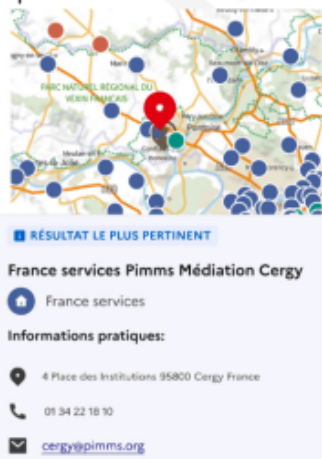 PARC NATUREL RÉGIONAL DU
VEXIN FRANÇAIS
Pontoise
RÉSULTAT LE PLUS PERTINENT
France services Pimms Médiation Cergy
France services
Informations pratiques:
4 Place des Institutions 95800 Cergy France
01 34 22 18 10
cergy@pimms.org